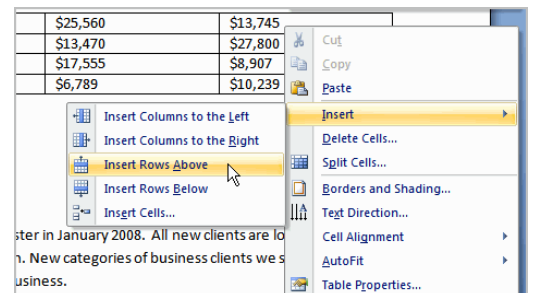 $25,560 $13,745
$13,470 $27,800
$17,555 $8,907
$6,789 $10,239
Cut
Copy
Paste
Insert
Delete Cells...
Split Cells...
Borders and Shading...
Text Direction...
Cell Alignment
AutoFit
Table Properties...
Insert Columns to the Left
Insert Columns to the Right
Insert Rows Above
Insert Rows Below
Insert Cells...
ster in January 2008. All new clients are lo
n. New categories of business clients we s
usiness.